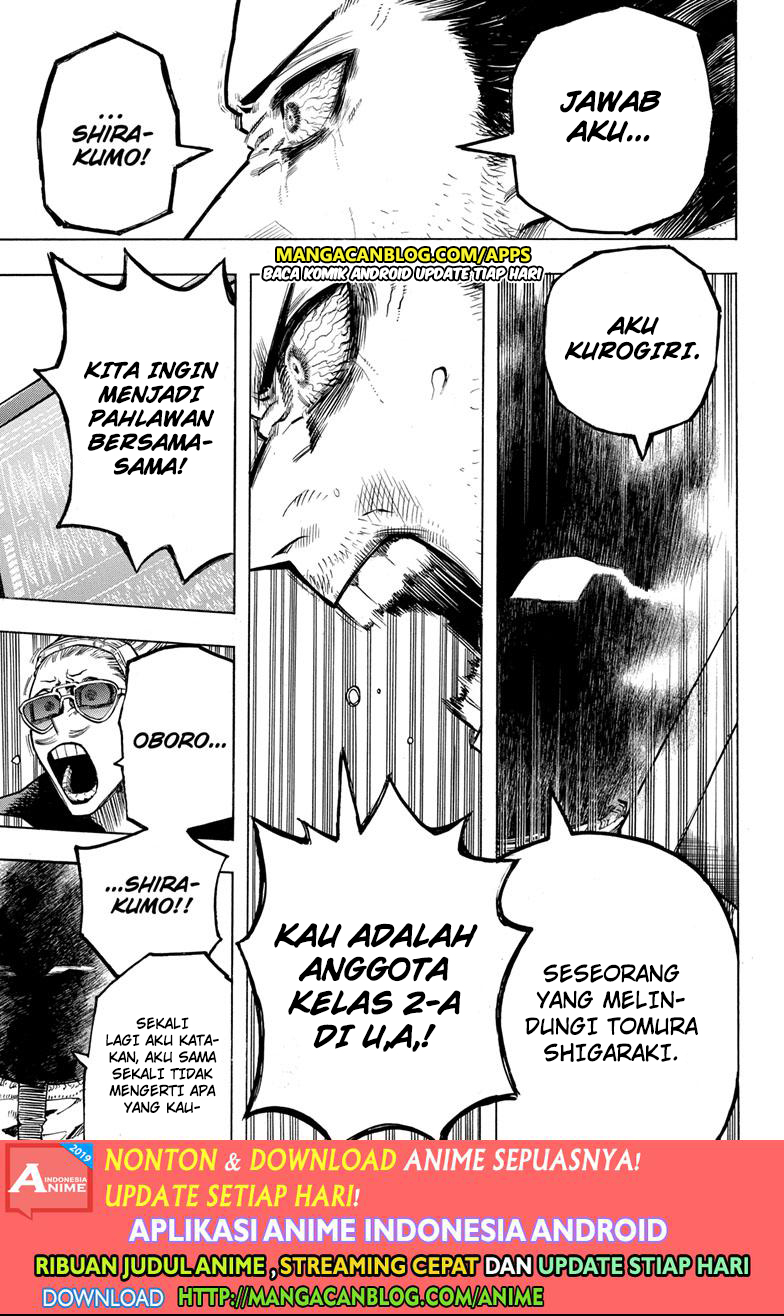 JAWAB
AKU...
...
SHIRA-
KUMO!
MANGACANBLOG.COM/APPS
BACA KOMIK ANDROID UPDATE TIAP HARI
AKU
KUROGIRI.
SESEORANG
YANG MELIN-
DUNGI TOMURA
SHIGARAKI.
KAU ADALAH
ANGGOTA
KELAS 2-A
DI U,A,!
KITA INGIN
MENJADI
PAHLAWAN
BERSAMA-
SAMA!
OBORO...
...SHIRA-
KUMO!!
SEKALI
LAGI AKU KATA-
KAN, AKU SAMA
SEKALI TIDAK
MENGERTI APA
YANG KAU-
2019
A
INDONESIA
ANIME
NONTON & DOWNLOAD ANIME SEPUASNYA!
UPDATE SETIAP HARI!
APLIKASI ANIME INDONESIA ANDROID
RIBUAN JUDUL ANIME , STREAMING CEPAT DAN UPDATE STIAP HARI
DOWNLOAD HTTP://MANGACANBLOG.COM/ANIME